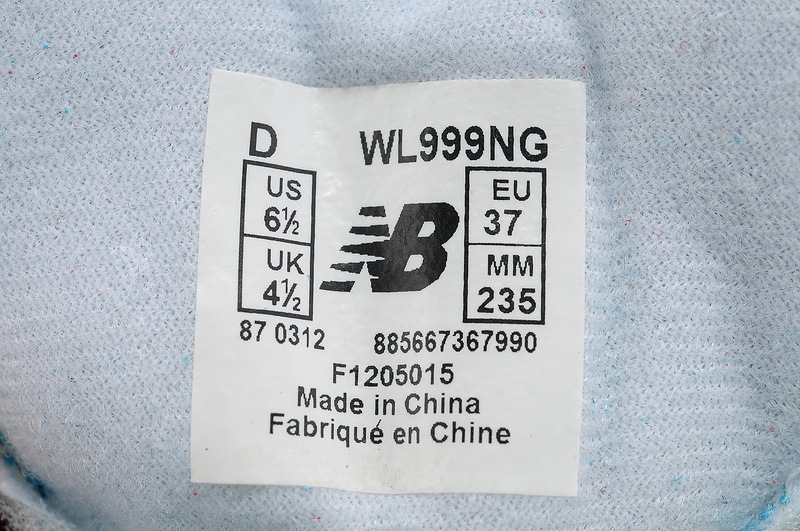 D WL999NG
US
6½
UK
4½
EU
37
MM
235
87 0312 885667367990
F1205015
Made in China
Fabriqué en Chine